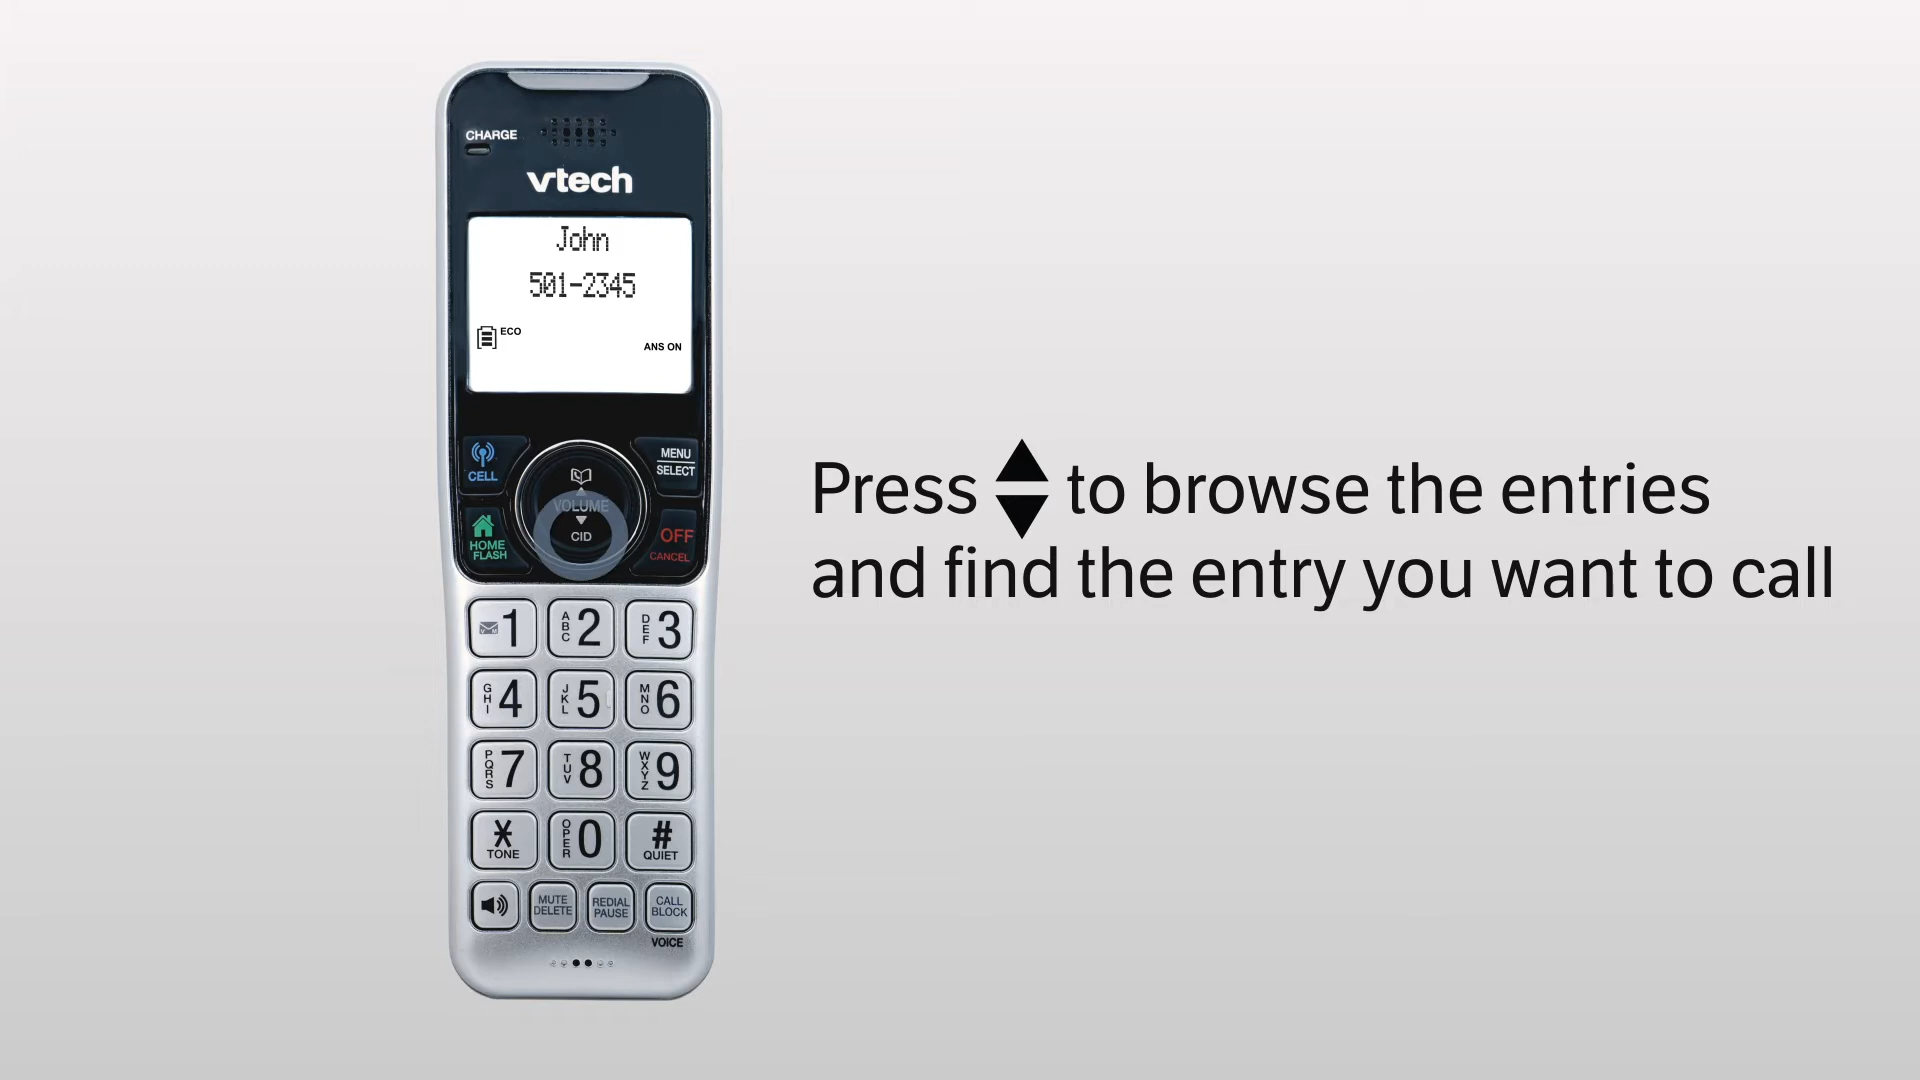 CHARGE
vtech
John
501-2345
ECO
ANS ON
CELL
MENU
SELECT
VOLUME
CID
HOME
FLASH
OFF
CANCEL
Press ▲▼ to browse the entries
and find the entry you want to call
1
ABC 2
DEF 3
GHI 4
JKL 5
MNO 6
PQRS 7
TUV 8
WXYZ 9
* TONE
OPER 0
# QUIET
MUTE
DELETE
REDIAL
PAUSE
CALL
BLOCK
VOICE